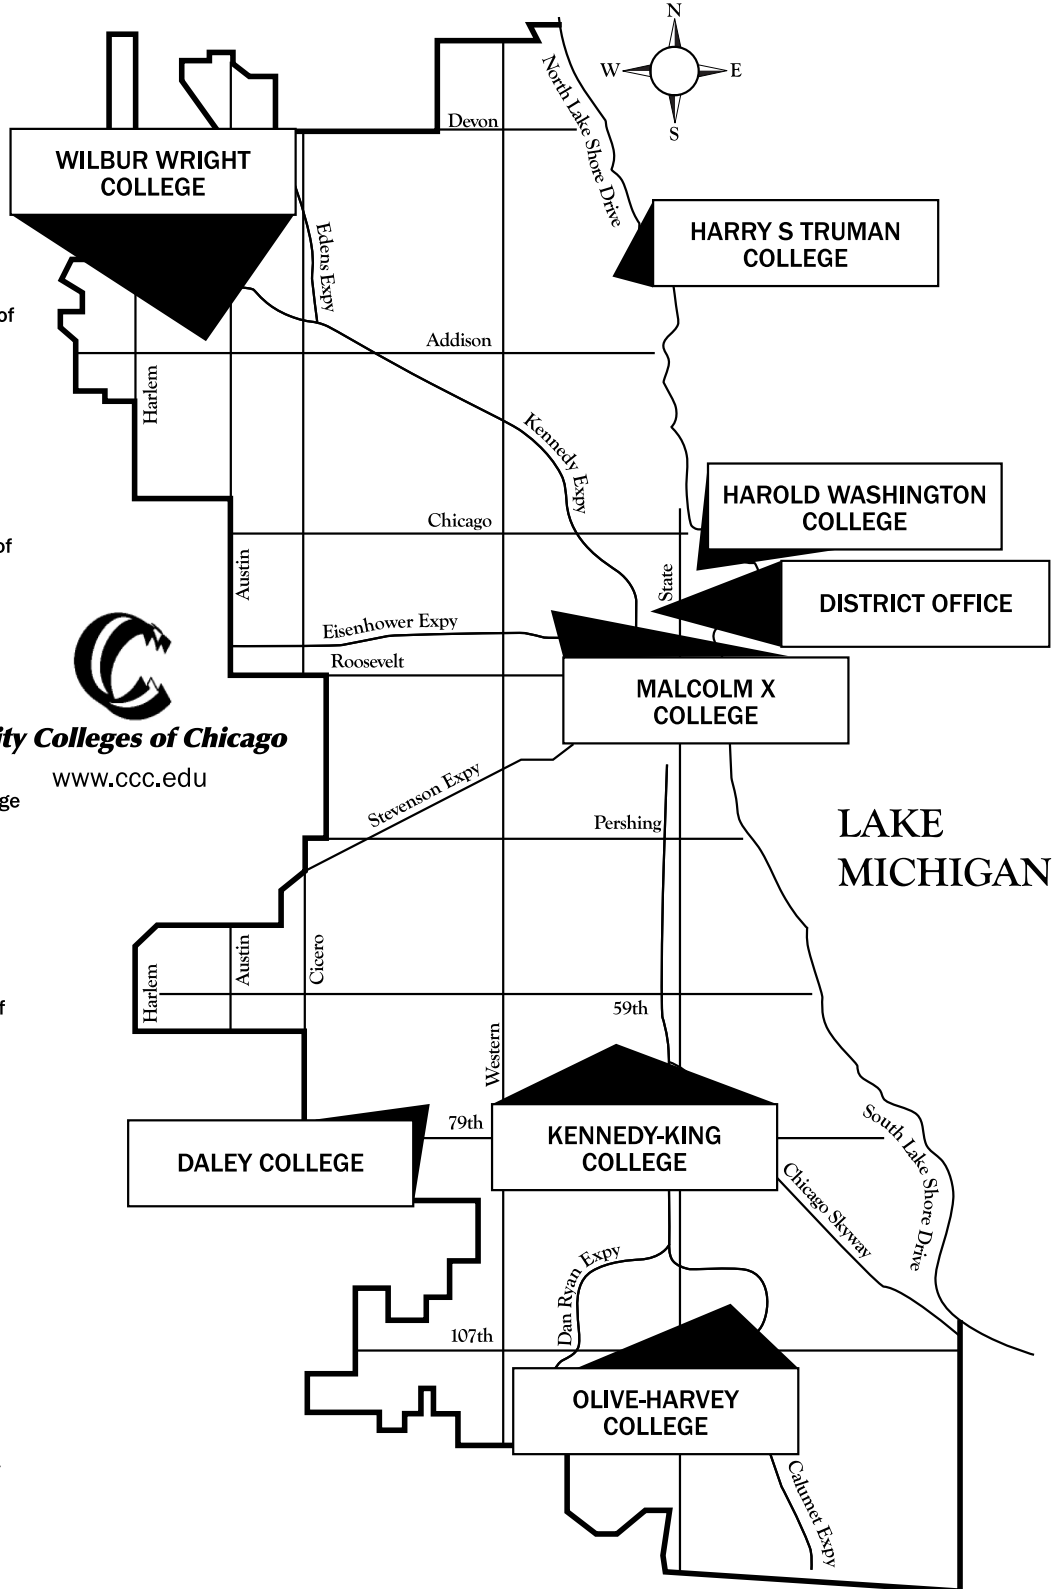 N
W E
S
North Lake Shore Drive
Devon
WILBUR WRIGHT
COLLEGE
HARRY S TRUMAN
COLLEGE
Edens Expy
of
Addison
Harlem
Kennedy Expy
HAROLD WASHINGTON
COLLEGE
Chicago
of
Austin
State
DISTRICT OFFICE
Eisenhower Expy
Roosevelt
MALCOLM X
COLLEGE
ity Colleges of Chicago
www.ccc.edu
Stevenson Expy
ge
Pershing
LAKE
MICHIGAN
Harlem
Austin
Cicero
59th
Western
79th
KENNEDY-KING
COLLEGE
DALEY COLLEGE
South Lake Shore Drive
Chicago Skyway
Dan Ryan Expy
107th
OLIVE-HARVEY
COLLEGE
Calumet Expy